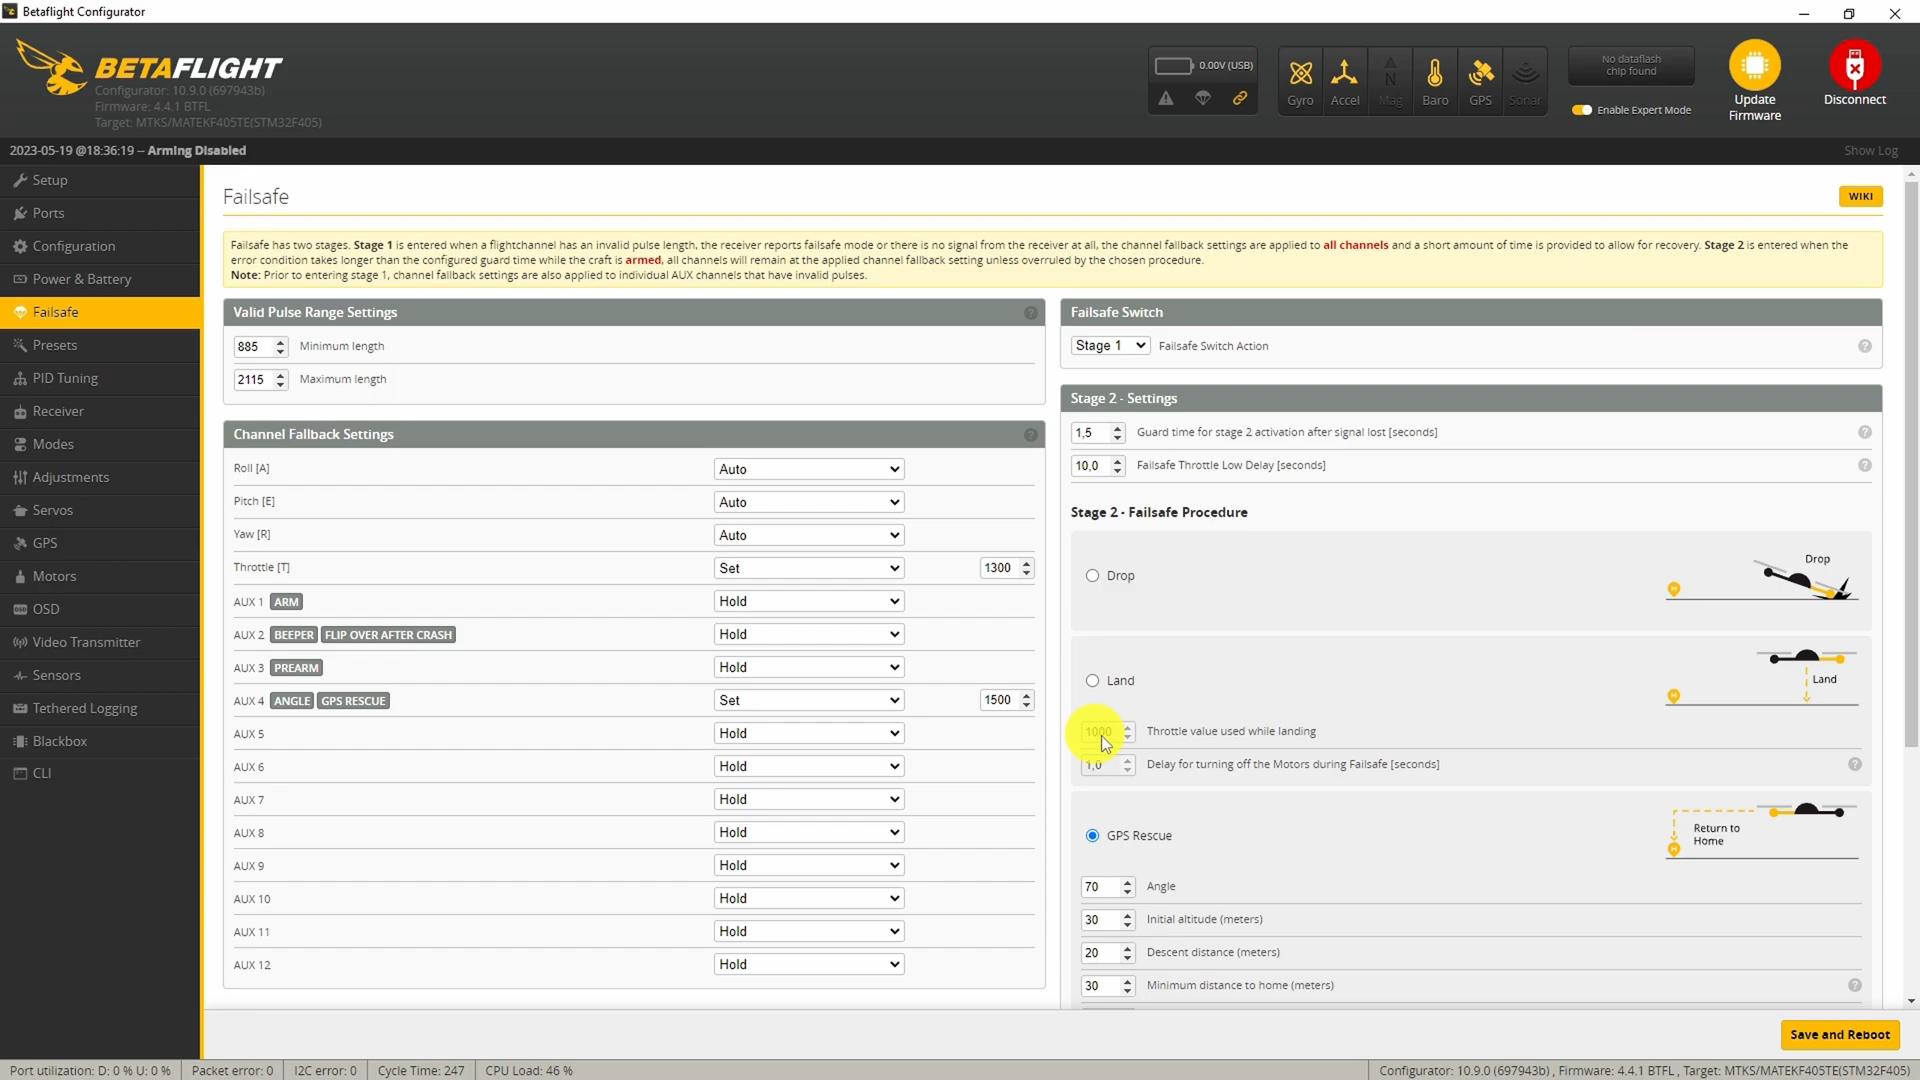 Betaflight Configurator
BETAFLIGHT
Configurator: 10.9.0 (697943b)
Firmware: 4.4.1 BTFL
Target: MTKS/MATEKF405TE(STM32F405)
0.00V (USB)
Gyro
Accel
Mag
Baro
GPS
Sonar
No dataflash
chip found
Enable Expert Mode
Update
Firmware
Disconnect
2023-05-19 @18:36:19 -- Arming Disabled
Show Log
Setup
Ports
Configuration
Power & Battery
Failsafe
Presets
PID Tuning
Receiver
Modes
Adjustments
Servos
GPS
Motors
OSD
Video Transmitter
Sensors
Tethered Logging
Blackbox
CLI
Failsafe
WIKI
Failsafe has two stages. Stage 1 is entered when a flightchannel has an invalid pulse length, the receiver reports failsafe mode or there is no signal from the receiver at all, the channel fallback settings are applied to all channels and a short amount of time is provided to allow for recovery. Stage 2 is entered when the
error condition takes longer than the configured guard time while the craft is armed, all channels will remain at the applied channel fallback setting unless overruled by the chosen procedure.
Note: Prior to entering stage 1, channel fallback settings are also applied to individual AUX channels that have invalid pulses.
Valid Pulse Range Settings
?
885 Minimum length
2115 Maximum length
Channel Fallback Settings
?
Roll [A] Auto
Pitch [E] Auto
Yaw [R] Auto
Throttle [T] Set 1300
AUX 1 ARM Hold
AUX 2 BEEPER FLIP OVER AFTER CRASH Hold
AUX 3 PREARM Hold
AUX 4 ANGLE GPS RESCUE Set 1500
AUX 5 Hold
AUX 6 Hold
AUX 7 Hold
AUX 8 Hold
AUX 9 Hold
AUX 10 Hold
AUX 11 Hold
AUX 12 Hold
Failsafe Switch
Stage 1 Failsafe Switch Action ?
Stage 2 - Settings
1,5 Guard time for stage 2 activation after signal lost [seconds] ?
10,0 Failsafe Throttle Low Delay [seconds] ?
Stage 2 - Failsafe Procedure
Drop
Drop
H
Land
Land
H
1000 Throttle value used while landing
1,0 Delay for turning off the Motors during Failsafe [seconds] ?
GPS Rescue
Return to
Home
H
70 Angle
30 Initial altitude (meters)
20 Descent distance (meters)
30 Minimum distance to home (meters) ?
Save and Reboot
Port utilization: D: 0 % U: 0 %
Packet error: 0
I2C error: 0
Cycle Time: 247
CPU Load: 46 %
Configurator: 10.9.0 (697943b) , Firmware: 4.4.1 BTFL , Target: MTKS/MATEKF405TE(STM32F405)